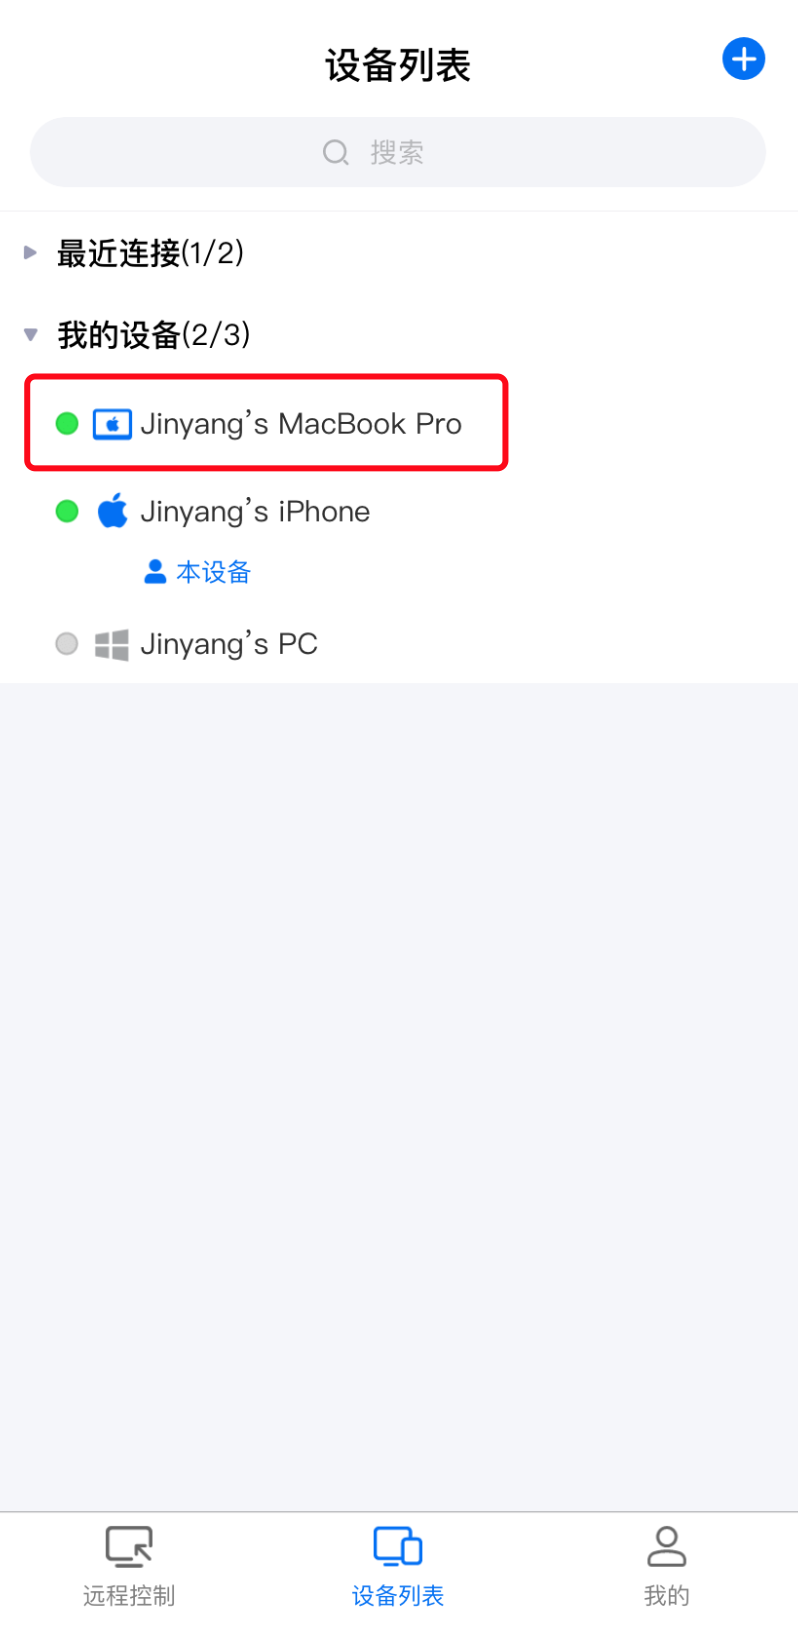 设备列表
搜索
最近连接(1/2)
我的设备(2/3)
Jinyang's MacBook Pro
Jinyang's iPhone
本设备
Jinyang's PC
远程控制
设备列表
我的